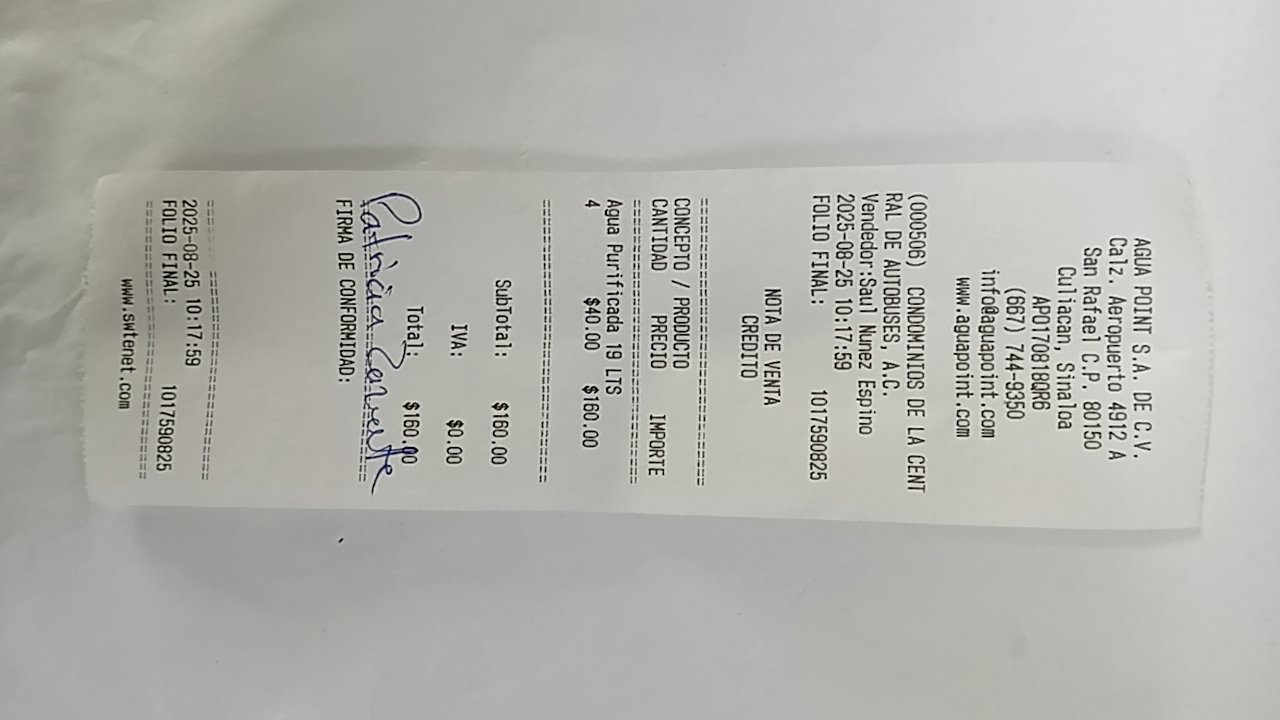 AGUA POINT S.A. DE C.V.
Calz. Aeropuerto 4912 A
San Rafael C.P. 80150
Culiacan, Sinaloa
APO170818QR6
(667) 744-9350
info@aguapoint.com
www.aguapoint.com
(000506) CONDOMINIOS DE LA CENT
RAL DE AUTOBUSES, A.C.
Vendedor:Saul Nunez Espino
2025-08-25 10:17:59
FOLIO FINAL: 1017590825
NOTA DE VENTA
CREDITO
CONCEPTO / PRODUCTO
CANTIDAD PRECIO IMPORTE
Agua Purificada 19 LTS
4 $40.00 $160.00
SubTotal: $160.00
IVA: $0.00
Total: $160.00
Patricia
FIRMA DE CONFORMIDAD:
2025-08-25 10:17:59
FOLIO FINAL: 1017590825
www.swtenet.com